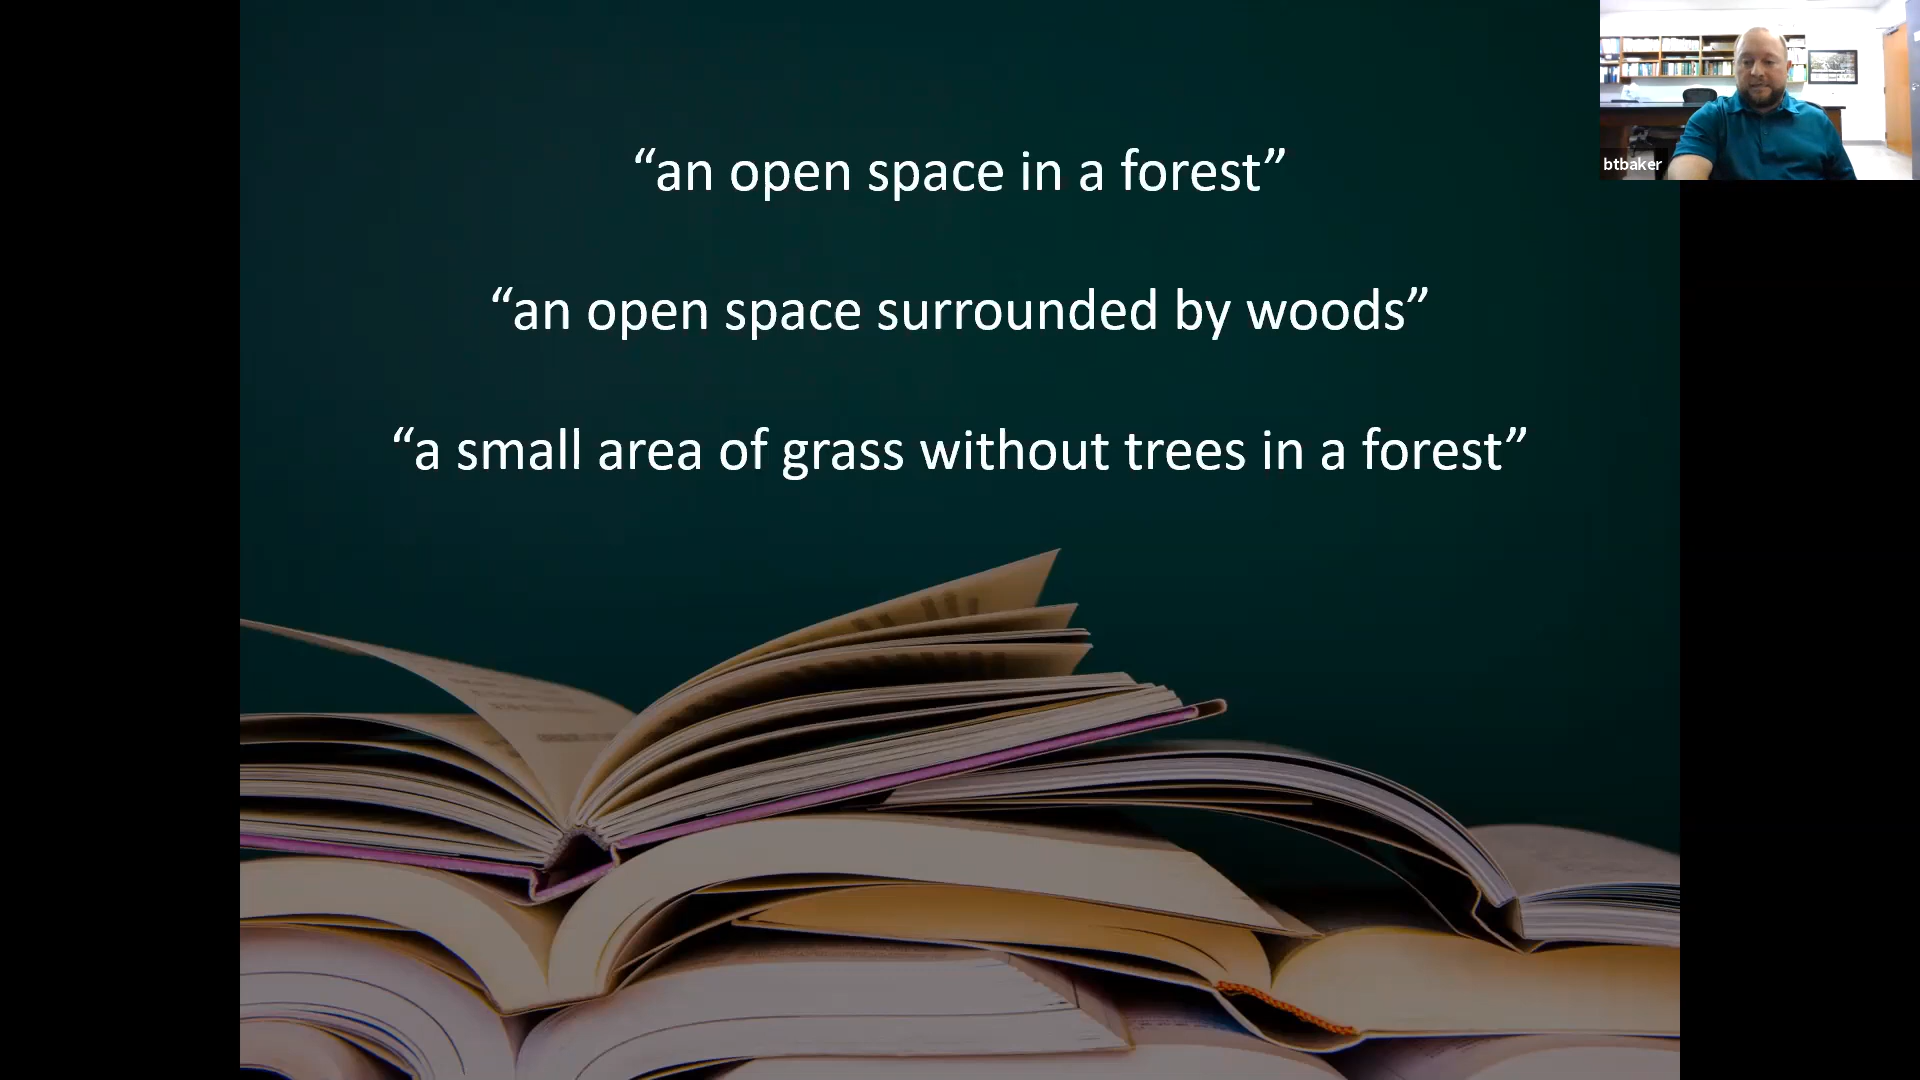 “an open space in a forest”
“an open space surrounded by woods”
“a small area of grass without trees in a forest”
btbaker